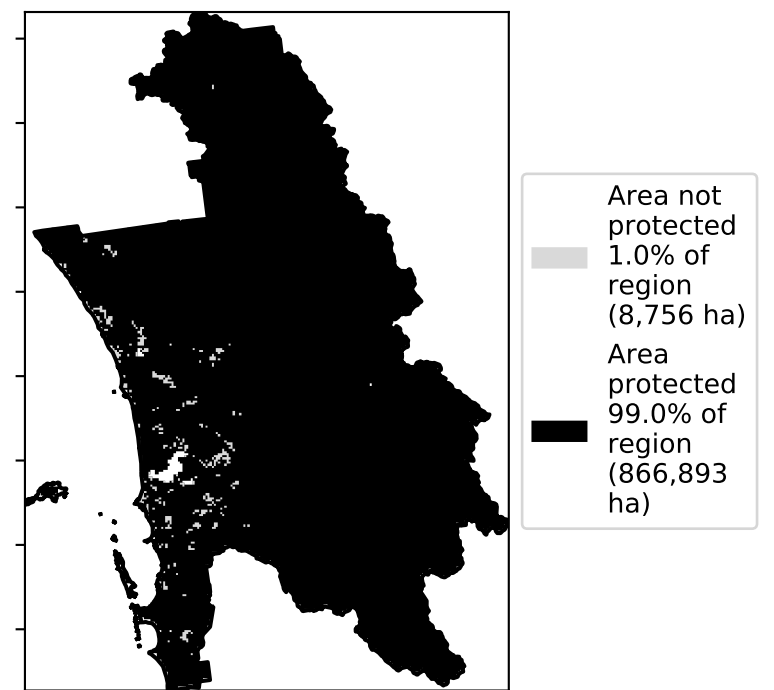 Area not
protected
1.0% of
region
(8,756 ha)
Area
protected
99.0% of
region
(866,893
ha)